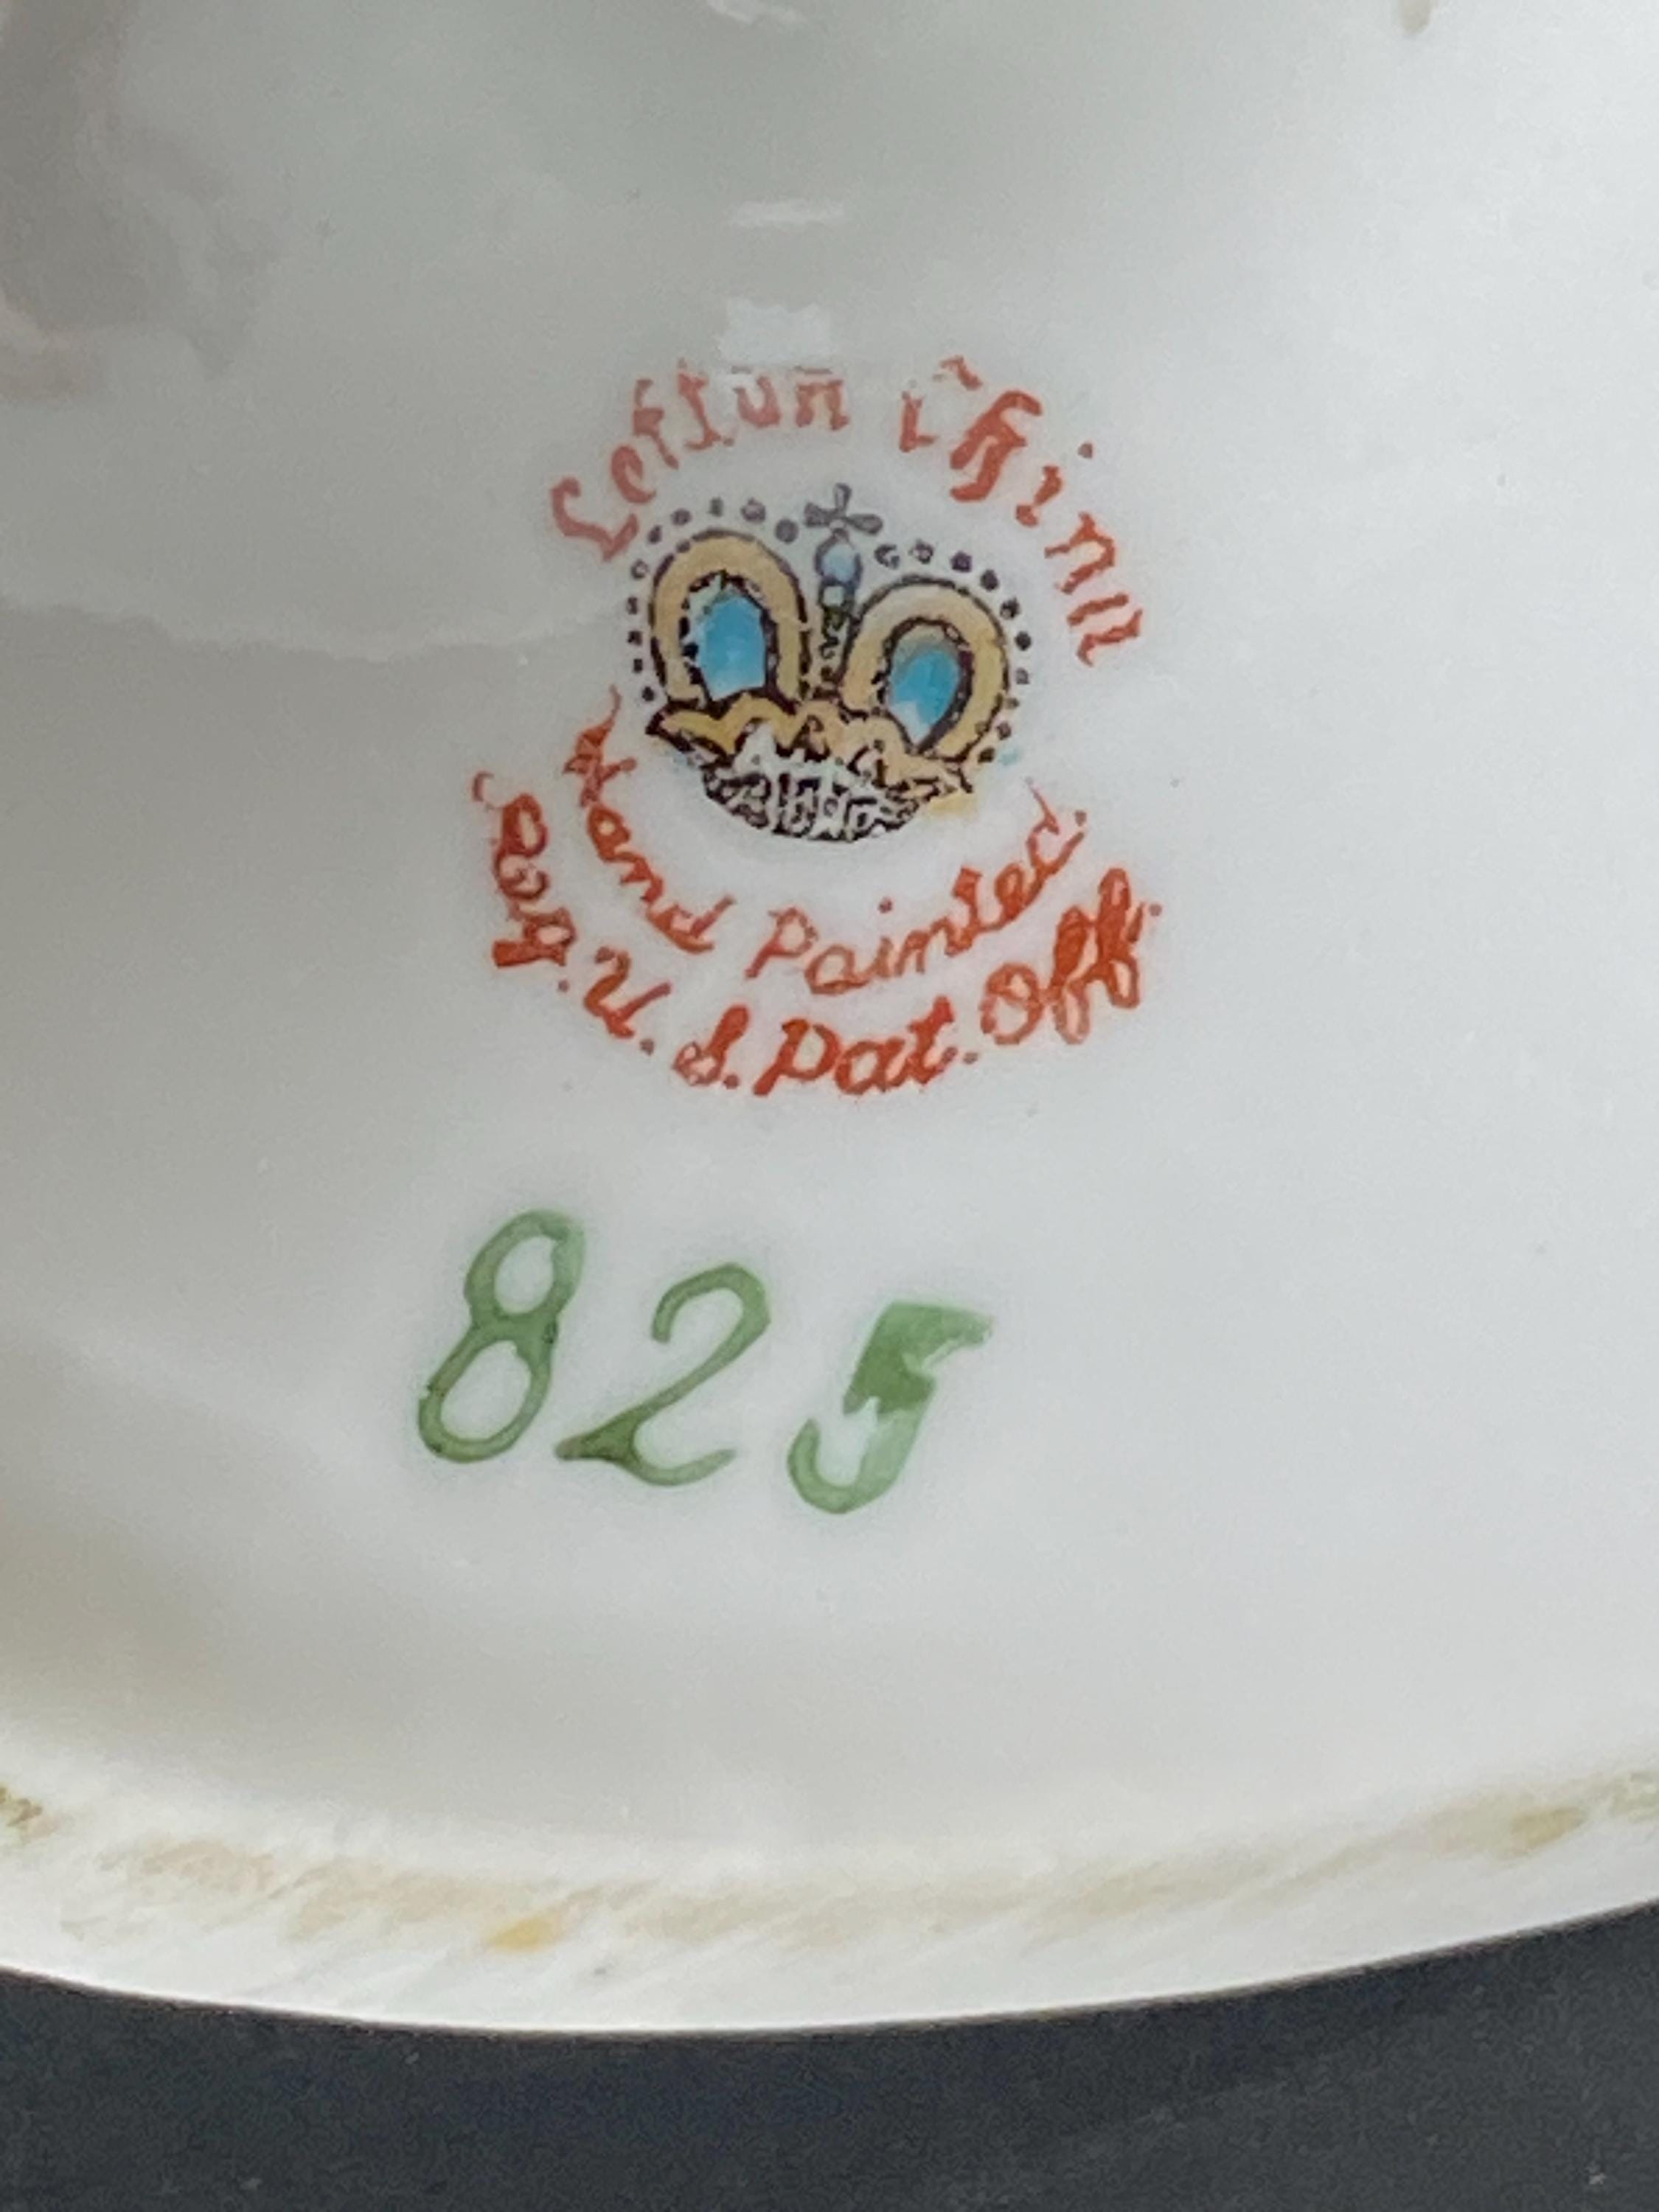 Lefton China
Hand Painted.
Reg. U. S. Pat. Off.
825